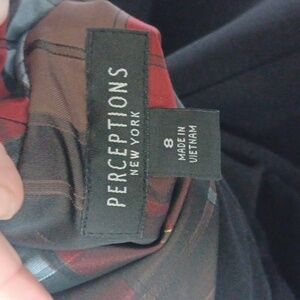 PERCEPTIONS
NEW YORK
8
MADE IN
VIETNAM